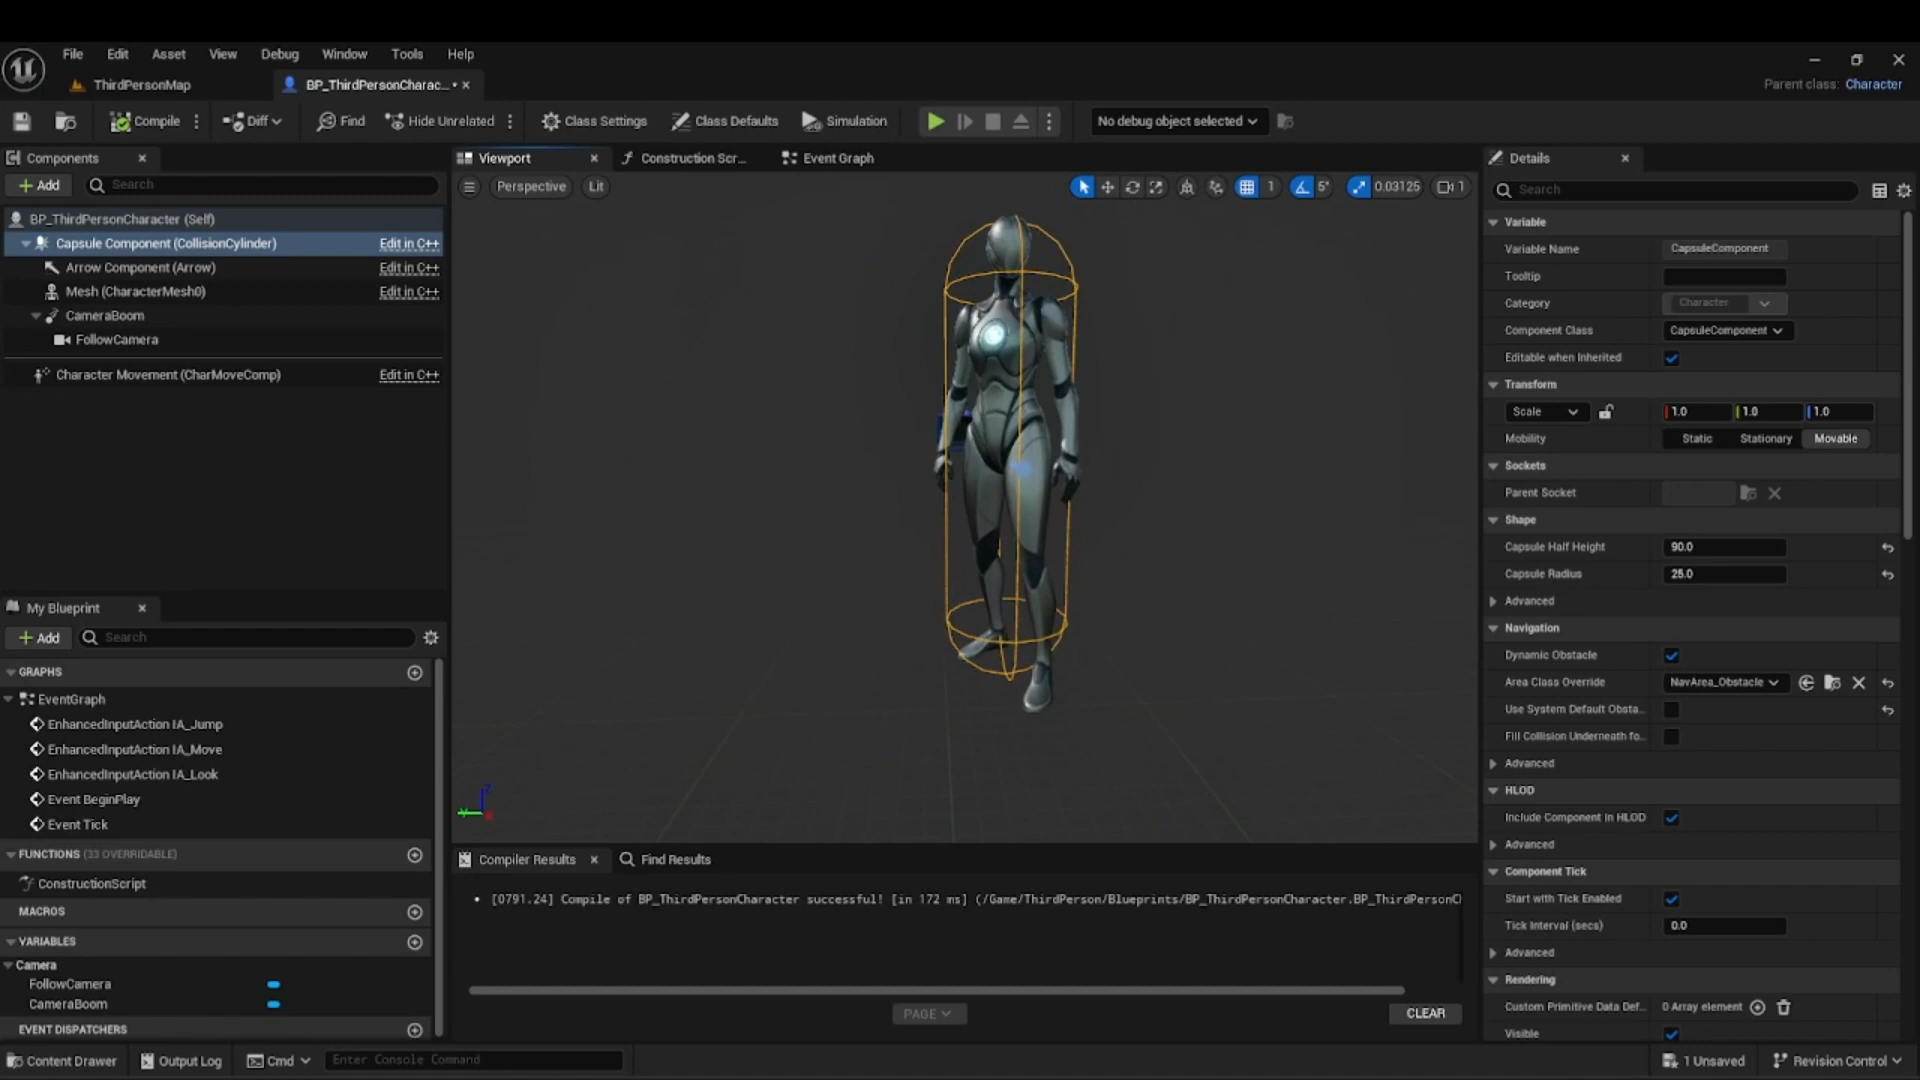 File Edit Asset View Debug Window Tools Help
ThirdPersonMap
BP_ThirdPersonCharac... •
Parent class: Character
Compile
Diff
Find
Hide Unrelated
Class Settings
Class Defaults
Simulation
No debug object selected
Components
Add
Search
BP_ThirdPersonCharacter (Self)
Capsule Component (CollisionCylinder) Edit in C++
Arrow Component (Arrow) Edit in C++
Mesh (CharacterMesh0) Edit in C++
CameraBoom
FollowCamera
Character Movement (CharMoveComp) Edit in C++
My Blueprint
Add
Search
GRAPHS
EventGraph
EnhancedInputAction IA_Jump
EnhancedInputAction IA_Move
EnhancedInputAction IA_Look
Event BeginPlay
Event Tick
FUNCTIONS (33 OVERRIDABLE)
ConstructionScript
MACROS
VARIABLES
Camera
FollowCamera
CameraBoom
EVENT DISPATCHERS
Viewport
Construction Scr...
Event Graph
Perspective
Lit
1
5°
0.03125
1
Z
Y
Compiler Results
Find Results
• [0791.24] Compile of BP_ThirdPersonCharacter successful! [in 172 ms] (/Game/ThirdPerson/Blueprints/BP_ThirdPersonCharacter.BP_ThirdPersonC
PAGE
CLEAR
Details
Search
Variable
Variable Name CapsuleComponent
Tooltip
Category Character
Component Class CapsuleComponent
Editable when Inherited
Transform
Scale 1.0 1.0 1.0
Mobility Static Stationary Movable
Sockets
Parent Socket
Shape
Capsule Half Height 90.0
Capsule Radius 25.0
Advanced
Navigation
Dynamic Obstacle
Area Class Override NavArea_Obstacle
Use System Default Obsta...
Fill Collision Underneath fo...
Advanced
HLOD
Include Component in HLOD
Advanced
Component Tick
Start with Tick Enabled
Tick Interval (secs) 0.0
Advanced
Rendering
Custom Primitive Data Def... 0 Array element
Visible
Content Drawer
Output Log
Cmd
Enter Console Command
1 Unsaved
Revision Control